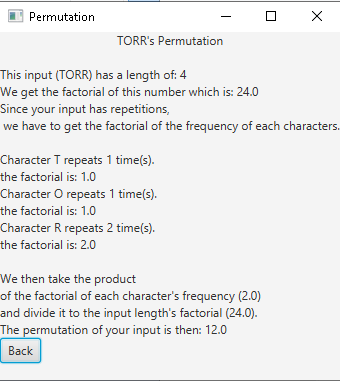 Permutation
TORR's Permutation
This input (TORR) has a length of: 4
We get the factorial of this number which is: 24.0
Since your input has repetitions,
we have to get the factorial of the frequency of each characters.
Character T repeats 1 time(s).
the factorial is: 1.0
Character O repeats 1 time(s).
the factorial is: 1.0
Character R repeats 2 time(s).
the factorial is: 2.0
We then take the product
of the factorial of each character's frequency (2.0)
and divide it to the input length's factorial (24.0).
The permutation of your input is then: 12.0
Back